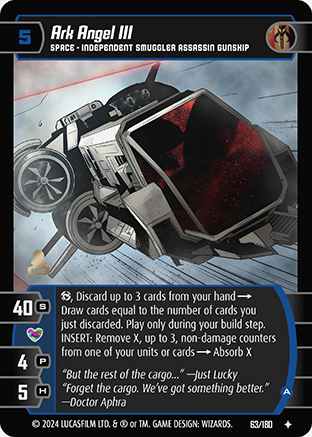 5
Ark Angel III
SPACE - INDEPENDENT SMUGGLER ASSASSIN GUNSHIP
40 S
4 P
5 H
, Discard up to 3 cards from your hand →
Draw cards equal to the number of cards you
just discarded. Play only during your build step.
INSERT: Remove X, up to 3, non-damage counters
from one of your units or cards → Absorb X
"But the rest of the cargo..." —Just Lucky
"Forget the cargo. We've got something better."
—Doctor Aphra
A
© 2024 LUCASFILM LTD. & ® OR TM. GAME DESIGN: WIZARDS.
63/180